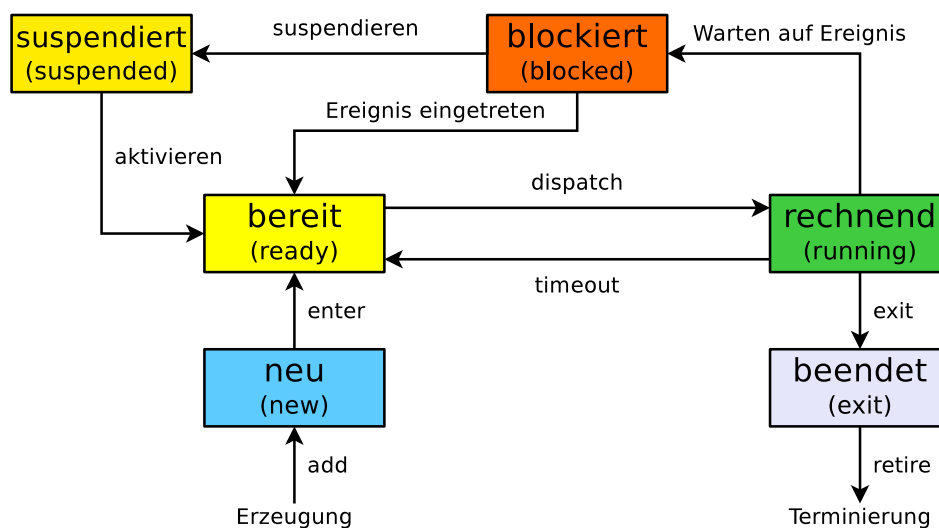 suspendiert
(suspended)
suspendieren
blockiert
(blocked)
Warten auf Ereignis
Ereignis eingetreten
aktivieren
bereit
(ready)
dispatch
rechnend
(running)
timeout
enter
exit
neu
(new)
beendet
(exit)
add
retire
Erzeugung
Terminierung